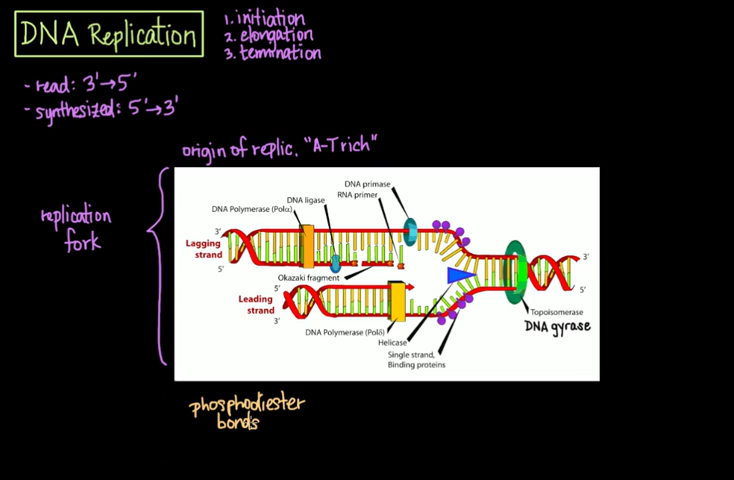 DNA Replication
1. initiation
2. elongation
3. termination
- read: 3'→5'
- synthesized: 5'→3'
origin of replic. "A-T rich"
replication
fork
DNA primase
RNA primer
DNA ligase
DNA Polymerase (Polα)
3'
Lagging
strand
5'
Okazaki fragment
5'
Leading
strand
3'
DNA Polymerase (Polδ)
Helicase
Single strand,
Binding proteins
3'
5'
Topoisomerase
DNA gyrase
phosphodiester
bonds